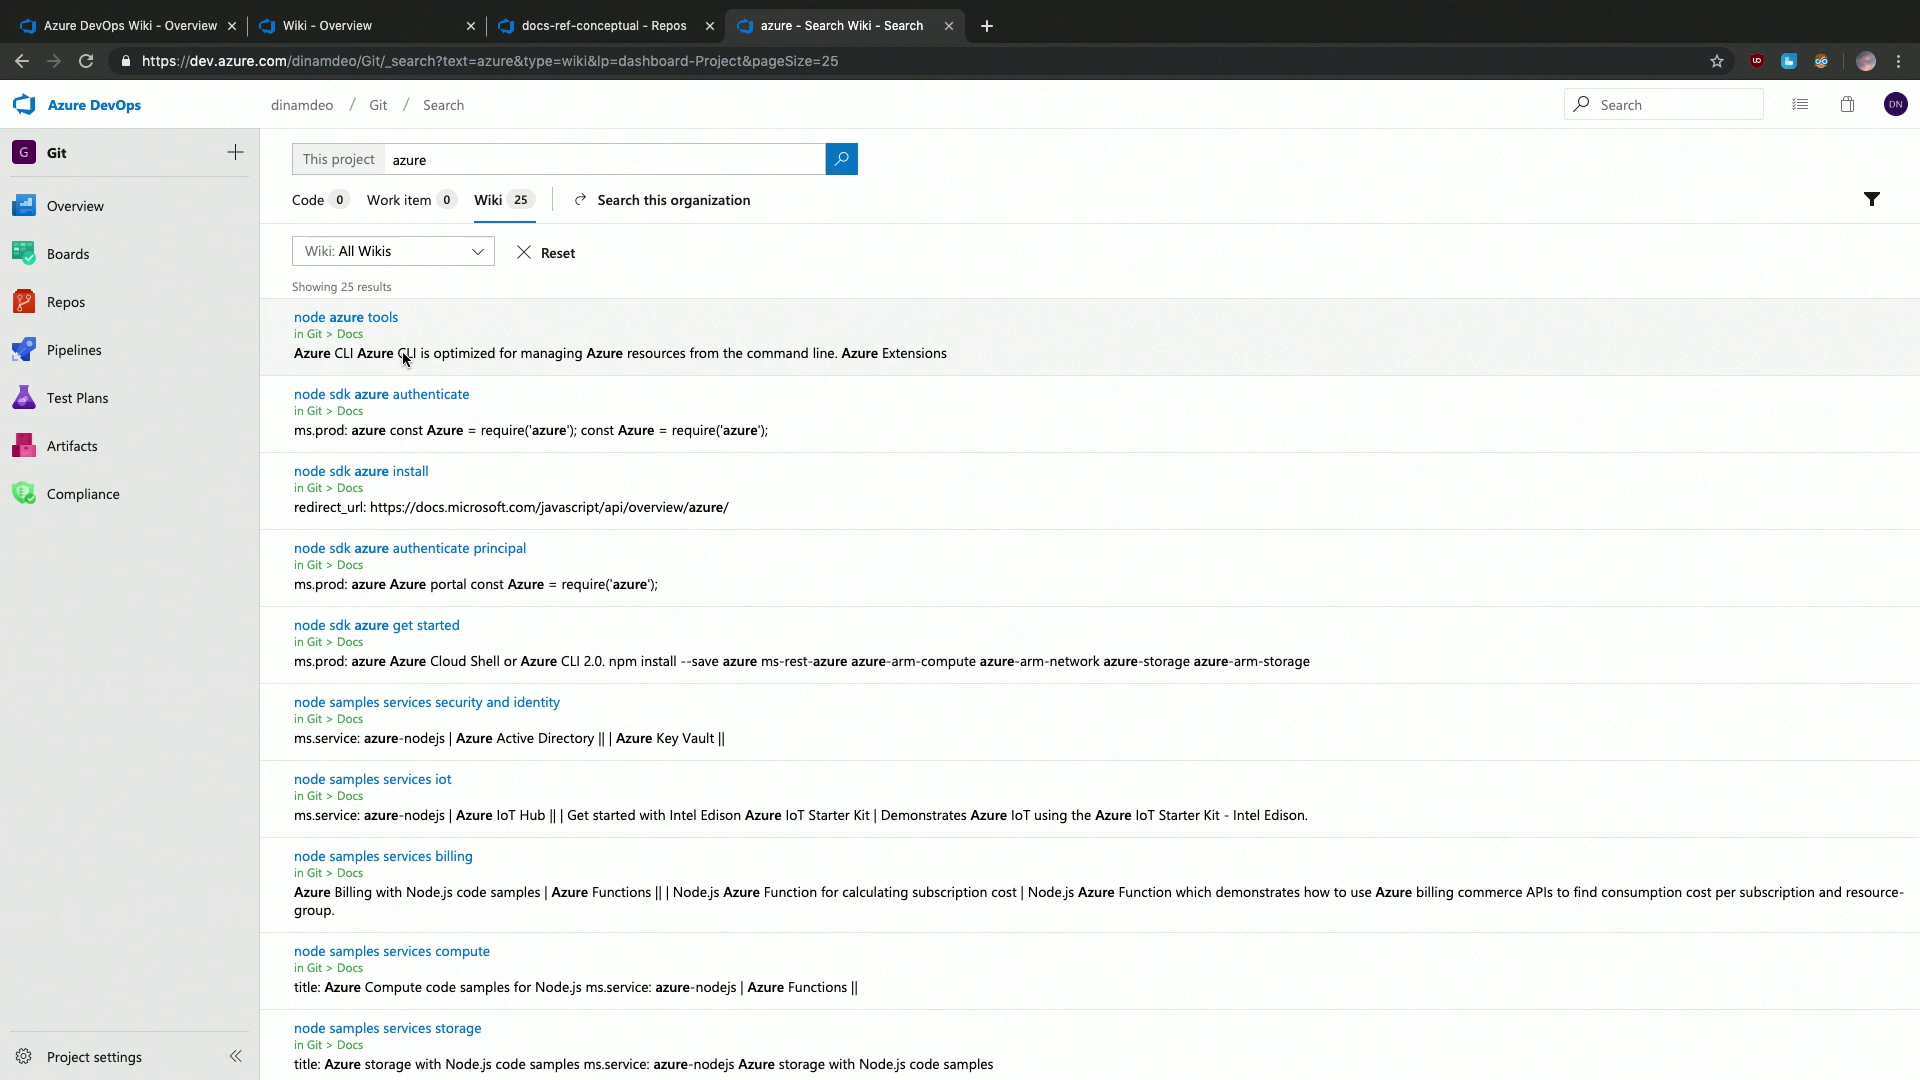 Azure DevOps Wiki - Overview
Wiki - Overview
docs-ref-conceptual - Repos
azure - Search Wiki - Search
https://dev.azure.com/dinamdeo/Git/_search?text=azure&type=wiki&lp=dashboard-Project&pageSize=25
Azure DevOps
dinamdeo / Git / Search
Search
DN
G Git
This project azure
Code 0 Work item 0 Wiki 25 Search this organization
Overview
Boards
Repos
Pipelines
Test Plans
Artifacts
Compliance
Project settings
Wiki: All Wikis
Reset
Showing 25 results
node azure tools
in Git > Docs
Azure CLI Azure CLI is optimized for managing Azure resources from the command line. Azure Extensions
node sdk azure authenticate
in Git > Docs
ms.prod: azure const Azure = require('azure'); const Azure = require('azure');
node sdk azure install
in Git > Docs
redirect_url: https://docs.microsoft.com/javascript/api/overview/azure/
node sdk azure authenticate principal
in Git > Docs
ms.prod: azure Azure portal const Azure = require('azure');
node sdk azure get started
in Git > Docs
ms.prod: azure Azure Cloud Shell or Azure CLI 2.0. npm install --save azure ms-rest-azure azure-arm-compute azure-arm-network azure-storage azure-arm-storage
node samples services security and identity
in Git > Docs
ms.service: azure-nodejs | Azure Active Directory || | Azure Key Vault ||
node samples services iot
in Git > Docs
ms.service: azure-nodejs | Azure IoT Hub || | Get started with Intel Edison Azure IoT Starter Kit | Demonstrates Azure IoT using the Azure IoT Starter Kit - Intel Edison.
node samples services billing
in Git > Docs
Azure Billing with Node.js code samples | Azure Functions || | Node.js Azure Function for calculating subscription cost | Node.js Azure Function which demonstrates how to use Azure billing commerce APIs to find consumption cost per subscription and resource-
group.
node samples services compute
in Git > Docs
title: Azure Compute code samples for Node.js ms.service: azure-nodejs | Azure Functions ||
node samples services storage
in Git > Docs
title: Azure storage with Node.js code samples ms.service: azure-nodejs Azure storage with Node.js code samples